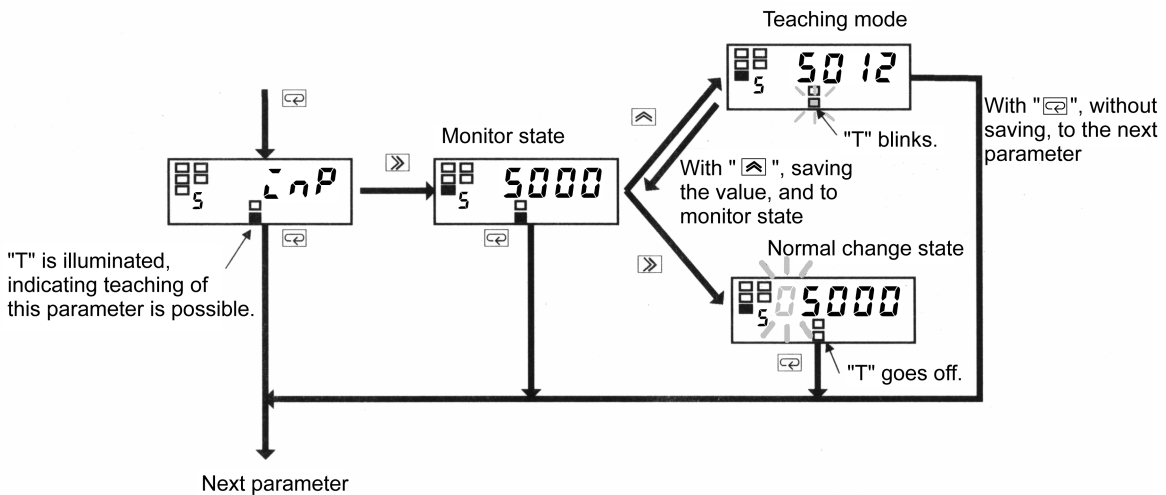 Teaching mode
S 5012
With "", without
saving, to the next
parameter
"T" blinks.
Monitor state
S 5000
With "", saving
the value, and to
monitor state
S inP
"T" is illuminated,
indicating teaching of
this parameter is possible.
Normal change state
S 05000
"T" goes off.
Next parameter